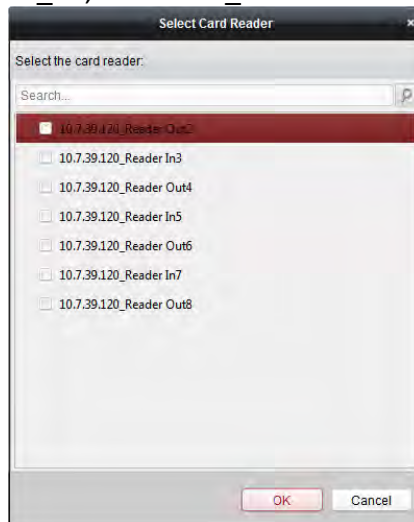 Select Card Reader ×
Select the card reader:
Search...
10.7.39.120_Reader Out2
10.7.39.120_Reader In3
10.7.39.120_Reader Out4
10.7.39.120_Reader In5
10.7.39.120_Reader Out6
10.7.39.120_Reader In7
10.7.39.120_Reader Out8
OK Cancel